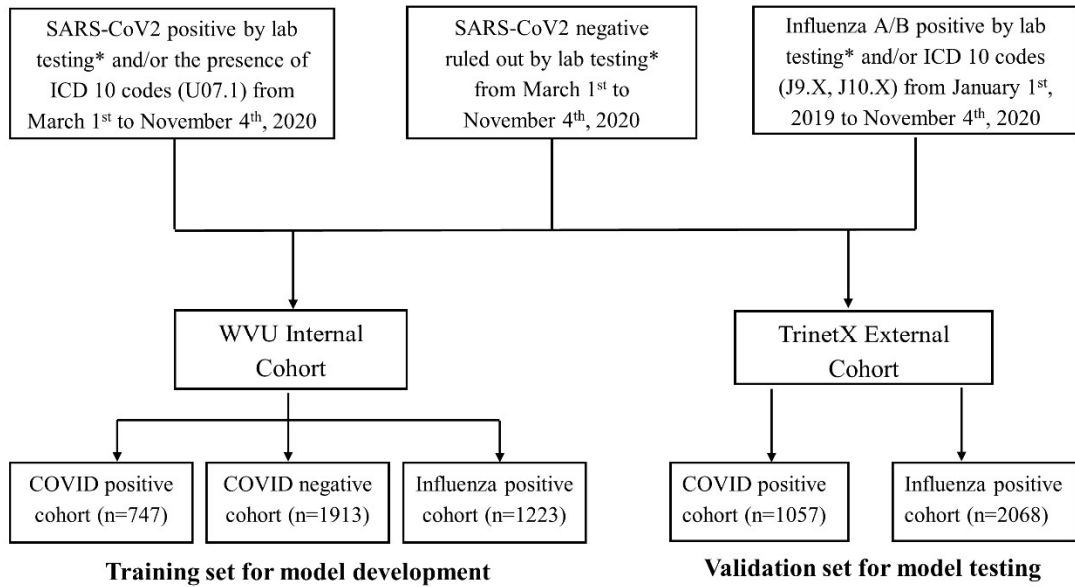 SARS-CoV2 positive by lab
testing* and/or the presence of
ICD 10 codes (U07.1) from
March 1st to November 4th, 2020
SARS-CoV2 negative
ruled out by lab testing*
from March 1st to
November 4th, 2020
Influenza A/B positive by lab
testing* and/or ICD 10 codes
(J9.X, J10.X) from January 1st,
2019 to November 4th, 2020
WVU Internal
Cohort
TrinetX External
Cohort
COVID positive
cohort (n=747)
COVID negative
cohort (n=1913)
Influenza positive
cohort (n=1223)
COVID positive
cohort (n=1057)
Influenza positive
cohort (n=2068)
Training set for model development
Validation set for model testing